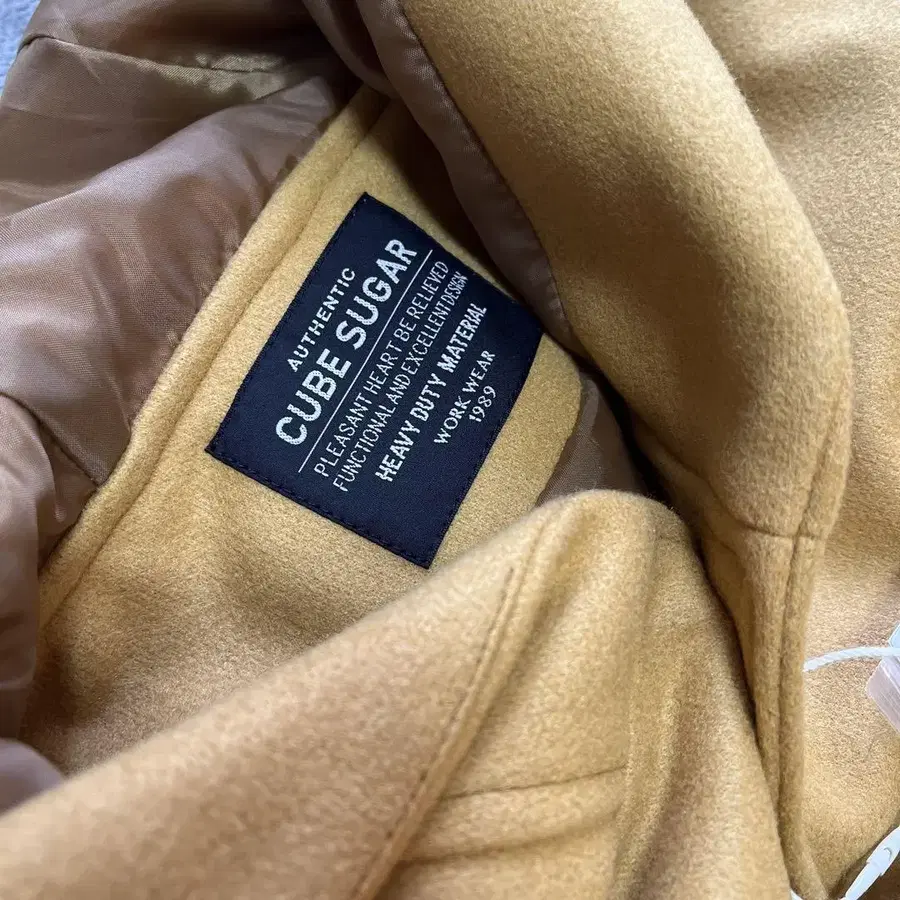 AUTHENTIC
CUBE SUGAR
PLEASANT HEART BE RELIEVED
FUNCTIONAL AND EXCELLENT DESIGN
HEAVY DUTY MATERIAL
WORK WEAR
1989